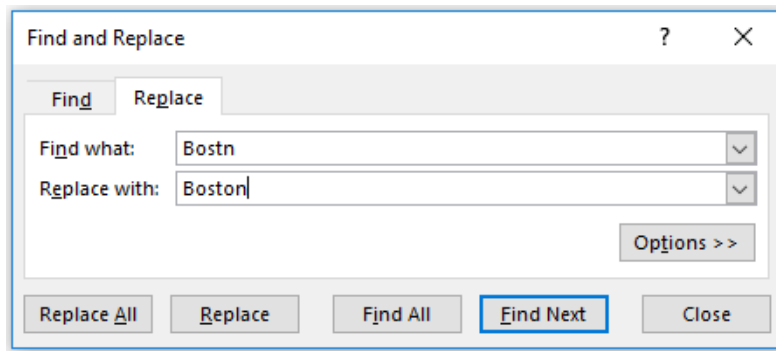 Find and Replace ?
Find Replace
Find what: Bostn
Replace with: Boston
Options >>
Replace All Replace Find All Find Next Close